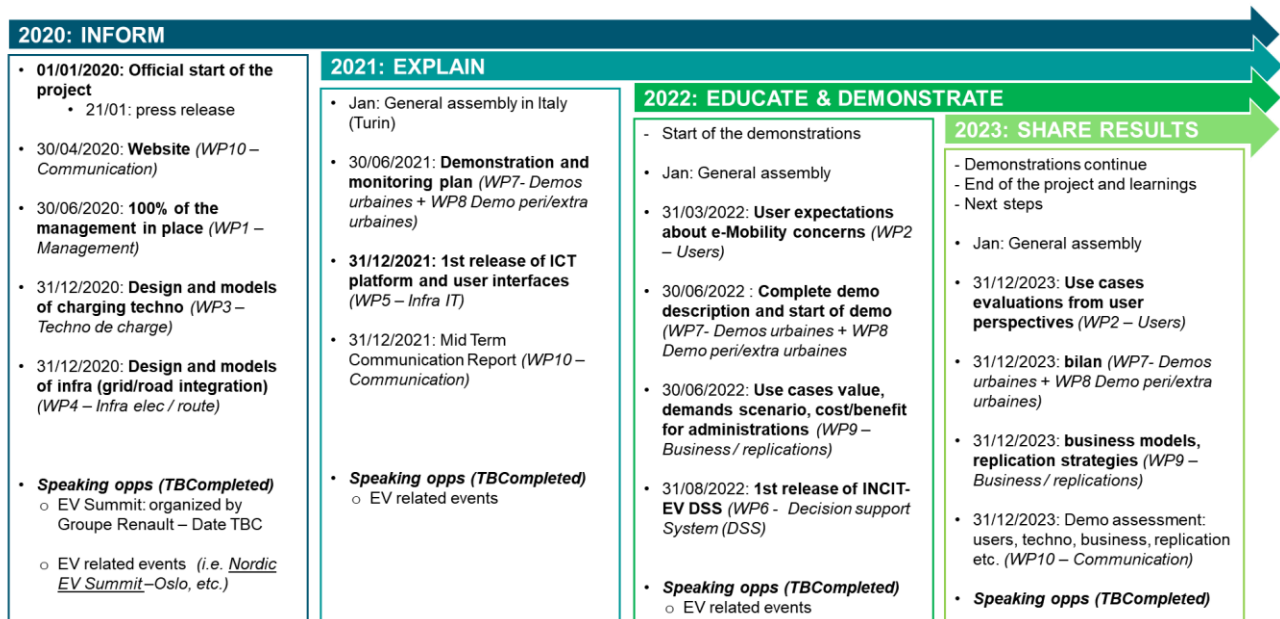 2020: INFORM
• 01/01/2020: Official start of the
project
• 21/01: press release
• 30/04/2020: Website (WP10 –
Communication)
• 30/06/2020: 100% of the
management in place (WP1 –
Management)
• 31/12/2020: Design and models
of charging techno (WP3 –
Techno de charge)
• 31/12/2020: Design and models
of infra (grid/road integration)
(WP4 – Infra elec / route)
• Speaking opps (TBCompleted)
o EV Summit: organized by
Groupe Renault – Date TBC
o EV related events (i.e. Nordic
EV Summit –Oslo, etc.)
2021: EXPLAIN
• Jan: General assembly in Italy
(Turin)
• 30/06/2021: Demonstration and
monitoring plan (WP7- Demos
urbaines + WP8 Demo peri/extra
urbaines)
• 31/12/2021: 1st release of ICT
platform and user interfaces
(WP5 – Infra IT)
• 31/12/2021: Mid Term
Communication Report (WP10 –
Communication)
• Speaking opps (TBCompleted)
o EV related events
2022: EDUCATE & DEMONSTRATE
- Start of the demonstrations
• Jan: General assembly
• 31/03/2022: User expectations
about e-Mobility concerns (WP2
– Users)
• 30/06/2022 : Complete demo
description and start of demo
(WP7- Demos urbaines + WP8
Demo peri/extra urbaines
• 30/06/2022: Use cases value,
demands scenario, cost/benefit
for administrations (WP9 –
Business / replications)
• 31/08/2022: 1st release of INCIT-
EV DSS (WP6 - Decision support
System (DSS)
• Speaking opps (TBCompleted)
o EV related events
2023: SHARE RESULTS
- Demonstrations continue
- End of the project and learnings
- Next steps
• Jan: General assembly
• 31/12/2023: Use cases
evaluations from user
perspectives (WP2 – Users)
• 31/12/2023: bilan (WP7- Demos
urbaines + WP8 Demo peri/extra
urbaines)
• 31/12/2023: business models,
replication strategies (WP9 –
Business / replications)
• 31/12/2023: Demo assessment:
users, techno, business, replication
etc. (WP10 – Communication)
• Speaking opps (TBCompleted)